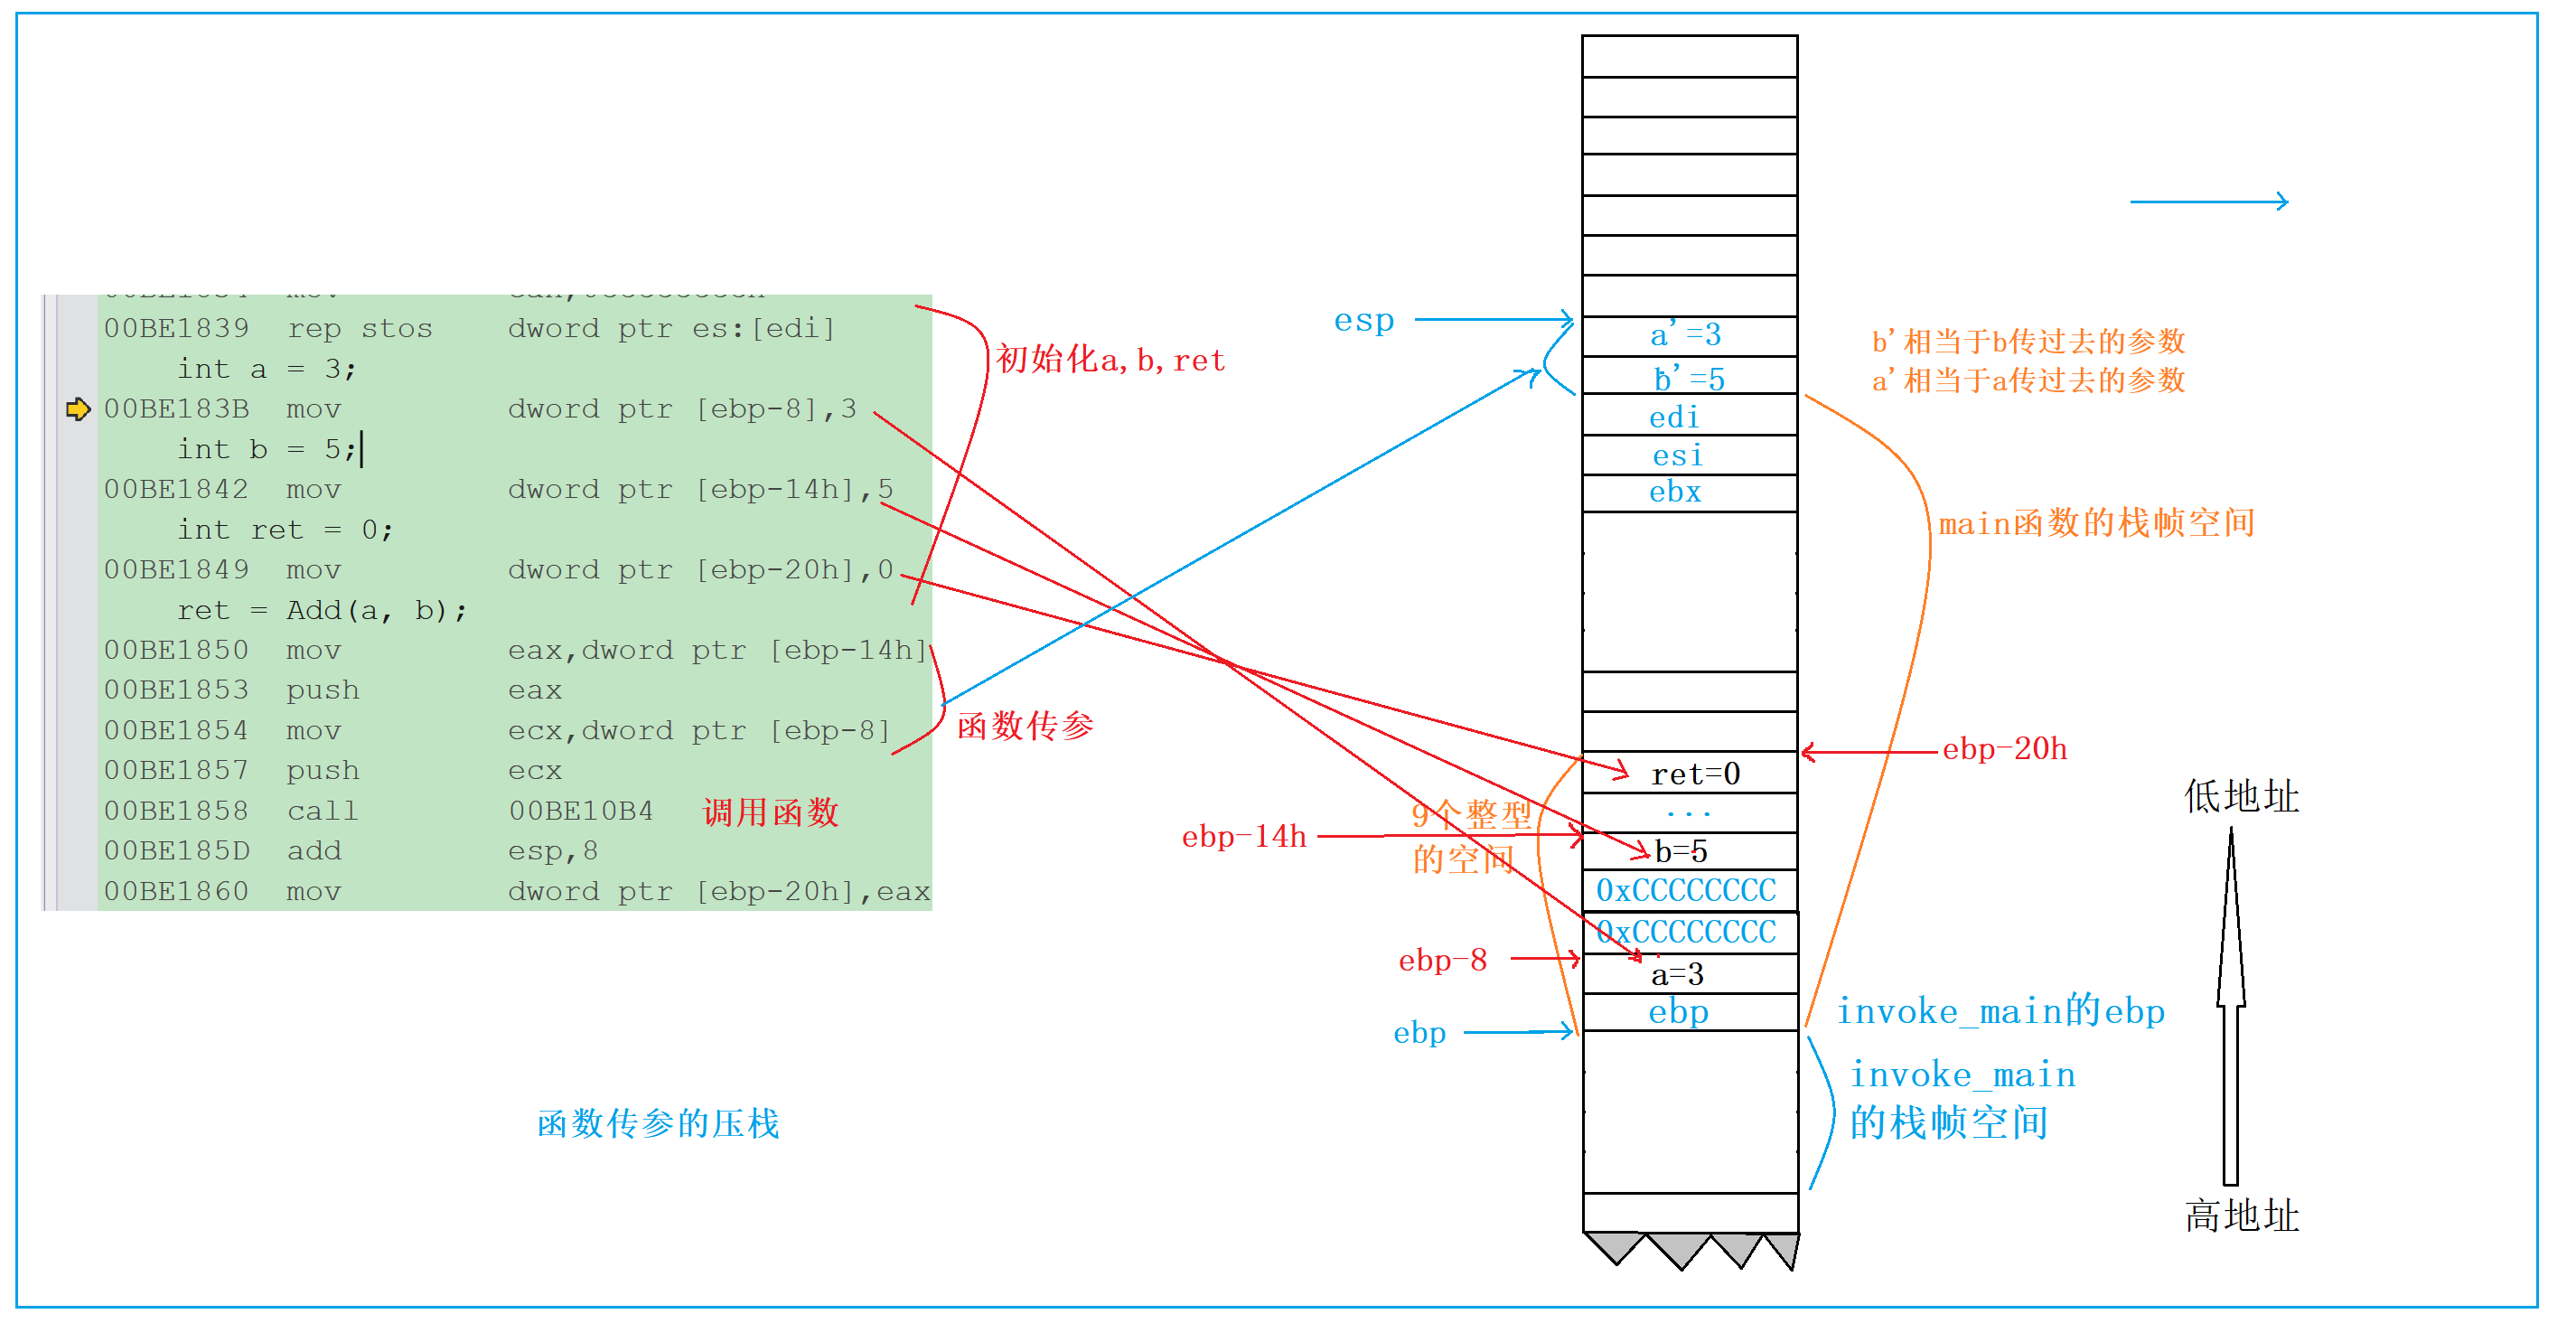 00BE1839 rep stos dword ptr es:[edi]
int a = 3;
00BE183B mov dword ptr [ebp-8],3
int b = 5;
00BE1842 mov dword ptr [ebp-14h],5
int ret = 0;
00BE1849 mov dword ptr [ebp-20h],0
ret = Add(a, b);
00BE1850 mov eax,dword ptr [ebp-14h]
00BE1853 push eax
00BE1854 mov ecx,dword ptr [ebp-8]
00BE1857 push ecx
00BE1858 call 00BE10B4
00BE185D add esp,8
00BE1860 mov dword ptr [ebp-20h],eax
初始化a,b,ret
函数传参
调用函数
函数传参的压栈
esp
a'=3
b'=5
edi
esi
ebx
ret=0
...
b=5
0xCCCCCCCC
0xCCCCCCCC
a=3
ebp
9个整型
的空间
ebp-14h
ebp-8
ebp
b'相当于b传过去的参数
a'相当于a传过去的参数
main函数的栈帧空间
ebp-20h
invoke_main的ebp
invoke_main
的栈帧空间
低地址
高地址